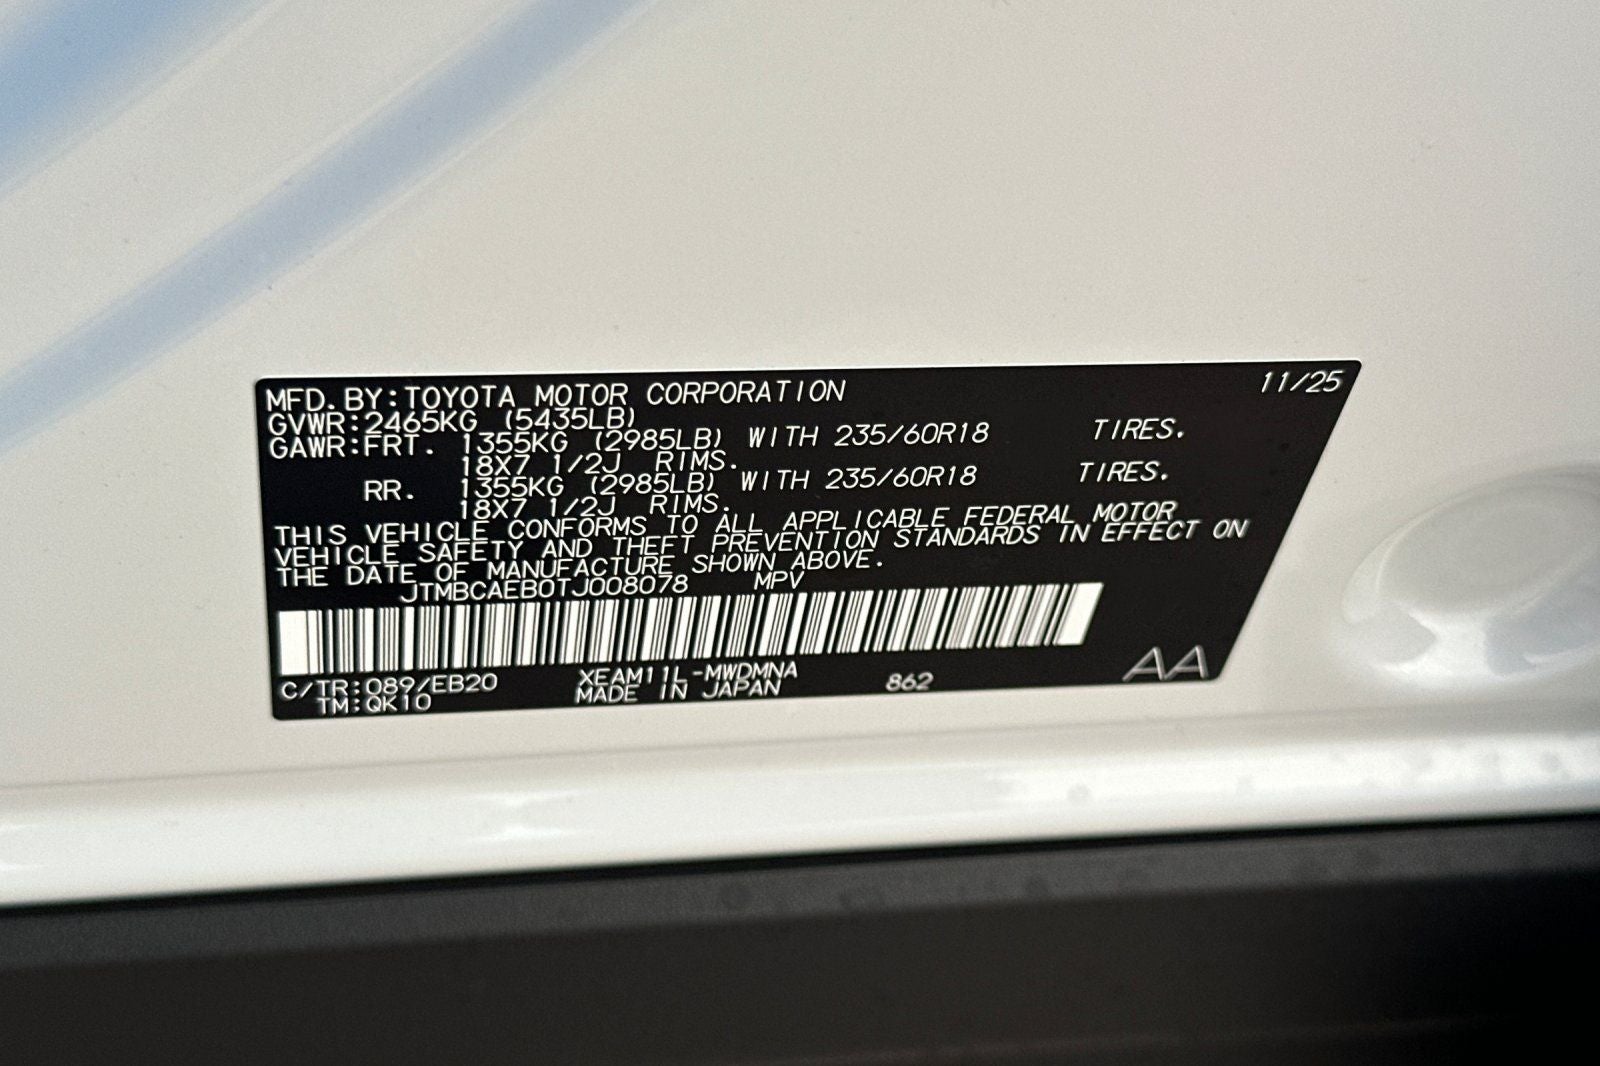 MFD. BY:TOYOTA MOTOR CORPORATION 11/25
GVWR:2465KG (5435LB)
GAWR:FRT. 1355KG (2985LB) WITH 235/60R18 TIRES.
18X7 1/2J RIMS.
RR. 1355KG (2985LB) WITH 235/60R18 TIRES.
18X7 1/2J RIMS.
THIS VEHICLE CONFORMS TO ALL APPLICABLE FEDERAL MOTOR
VEHICLE SAFETY AND THEFT PREVENTION STANDARDS IN EFFECT ON
THE DATE OF MANUFACTURE SHOWN ABOVE.
JTMBCAEB0TJ008078 MPV
C/TR:089/EB20 XEAM11L-MWDMNA 862 AA
TM:QK10 MADE IN JAPAN